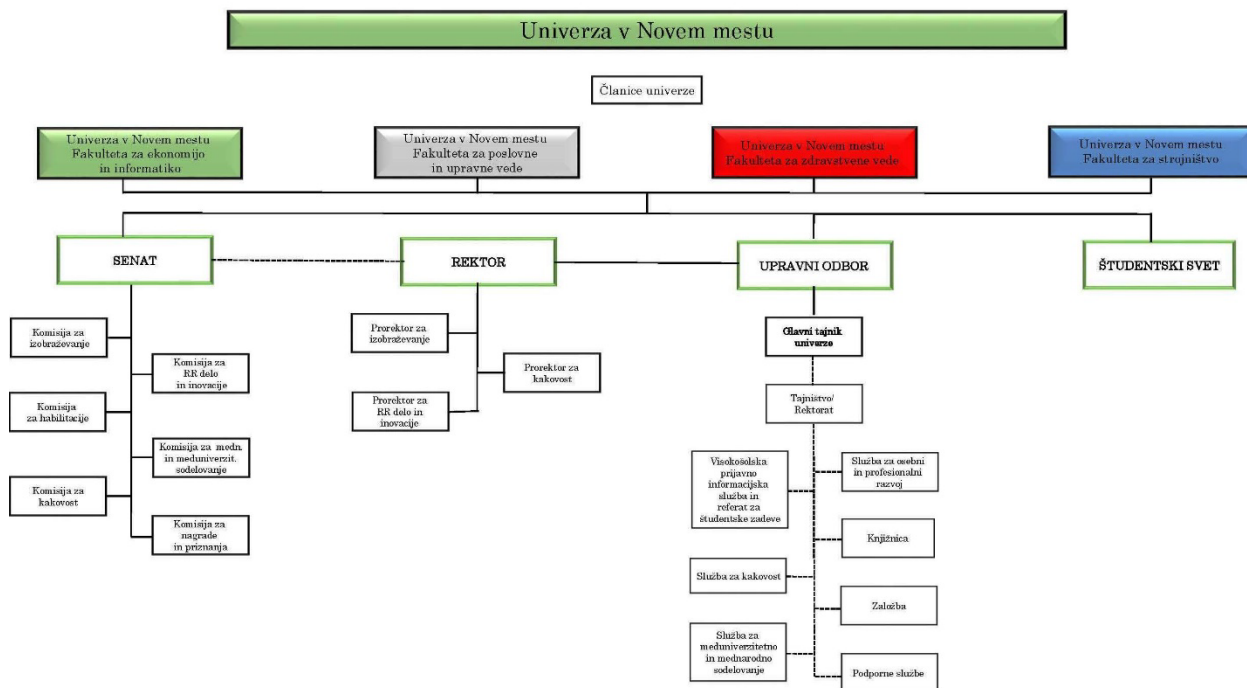 Univerza v Novem mestu
Članice univerze
Univerza v Novem mestu
Fakulteta za ekonomijo
in informatiko
Univerza v Novem mestu
Fakulteta za poslovne
in upravne vede
Univerza v Novem mestu
Fakulteta za zdravstvene vede
Univerza v Novem mestu
Fakulteta za strojništvo
SENAT
REKTOR
UPRAVNI ODBOR
ŠTUDENTSKI SVET
Komisija za
izobraževanje
Komisija za
RR delo
in inovacije
Komisija
za habilitacije
Komisija za medn.
in meduniverzit.
sodelovanje
Komisija za
kakovost
Komisija za
nagrade
in priznanja
Prorektor za
izobraževanje
Prorektor za
kakovost
Prorektor za
RR delo in
inovacije
Glavni tajnik
univerze
Tajništvo/
Rektorat
Visokošolska
prijavno
informacijska
služba in
referat za
študentske zadeve
Služba za osebni
in profesionalni
razvoj
Knjižnica
Služba za kakovost
Založba
Služba za
meduniverzitetno
in mednarodno
sodelovanje
Podporne službe